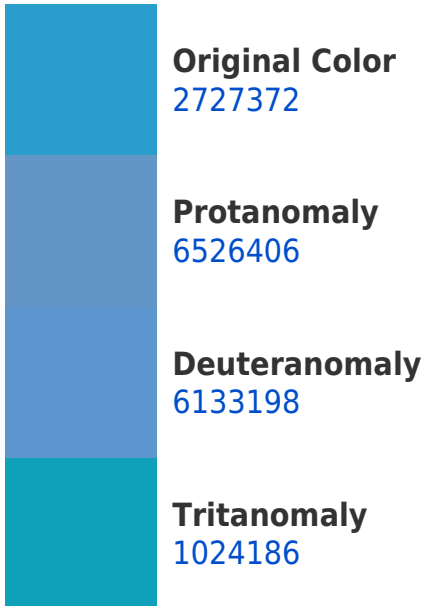 Original Color
2727372
Protanomaly
6526406
Deuteranomaly
6133198
Tritanomaly
1024186